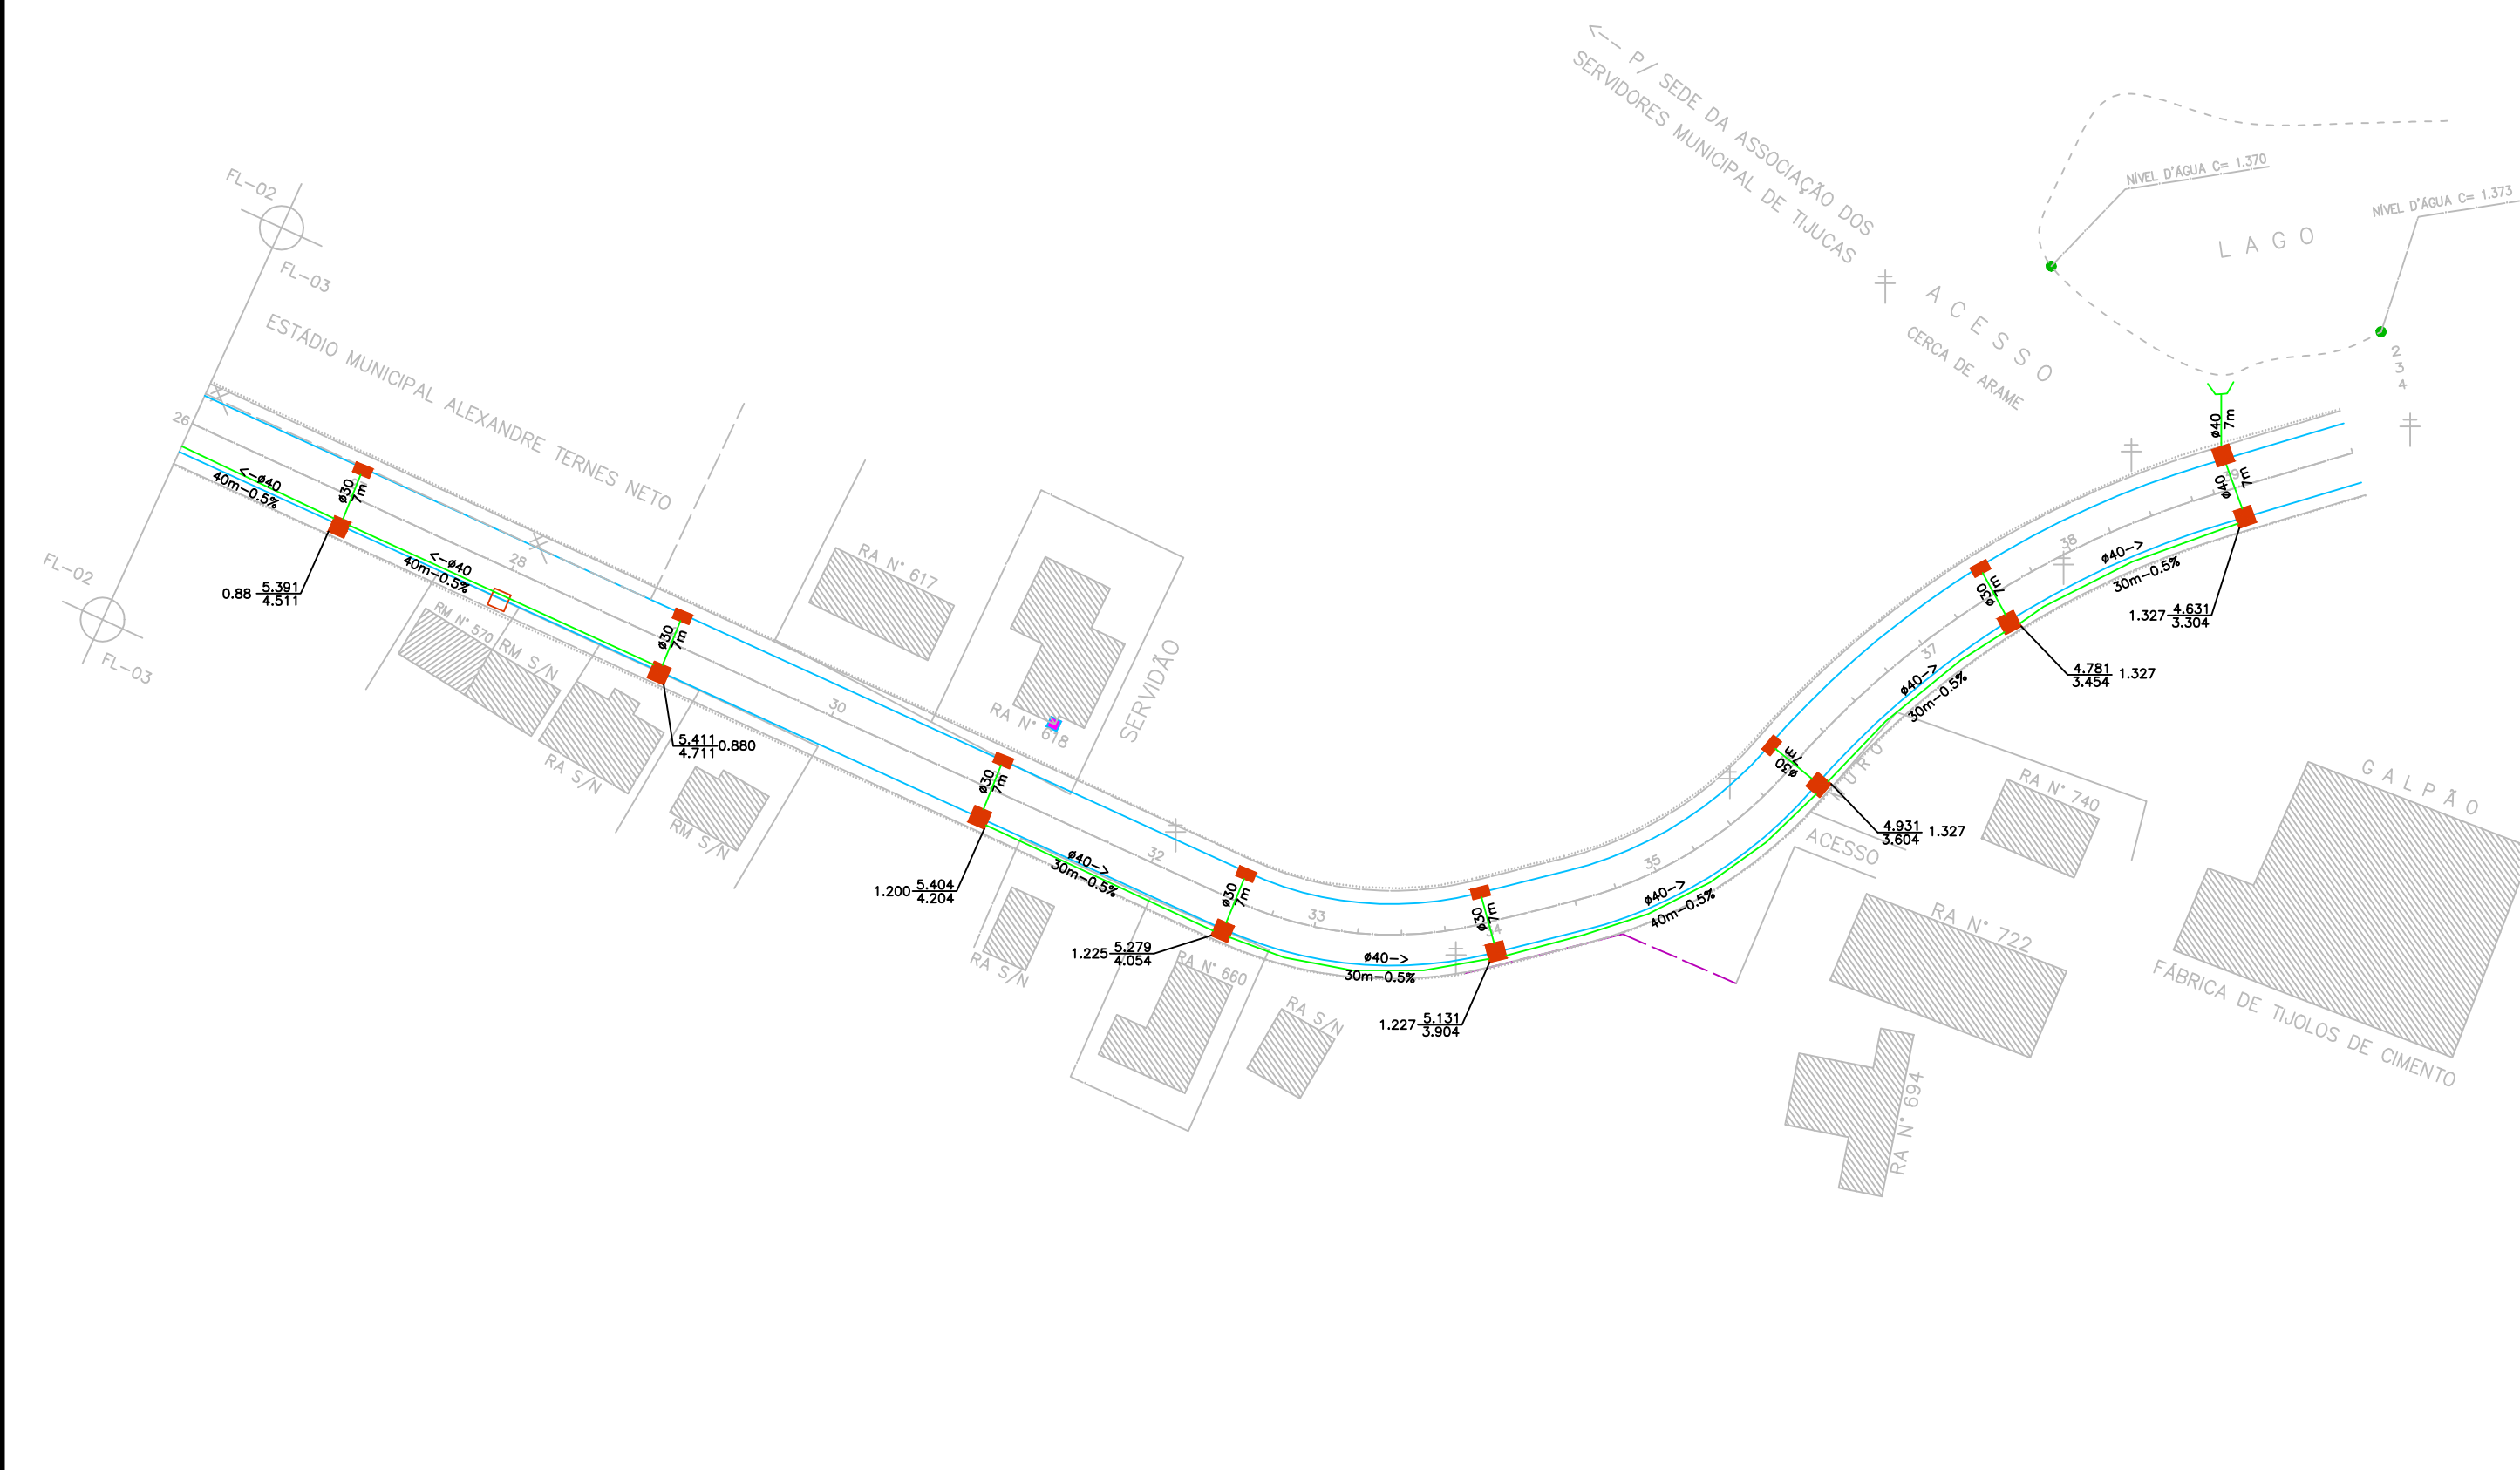 <-- P/ SEDE DA ASSOCIAÇÃO DOS
SERVIDORES MUNICIPAL DE TIJUCAS
NÍVEL D'ÁGUA C= 1.370
NÍVEL D'ÁGUA C= 1.373
LAGO
ACESSO
CERCA DE ARAME
2
3
4
FL-02
FL-03
ESTÁDIO MUNICIPAL ALEXANDRE TERNES NETO
26
<-ø40
40m-0.5%
ø30
7m
0.88
5.391
4.511
FL-02
FL-03
<-ø40
40m-0.5%
28
RM N° 570
RM S/N
RA S/N
ø30
7m
5.411
4.711
0.880
RM S/N
30
RA N° 617
RA N° 618
SERVIDÃO
ø30
7m
1.200
5.404
4.204
ø40->
30m-0.5%
32
RA S/N
ø30
7m
1.225
5.279
4.054
RA N° 660
33
ø40->
30m-0.5%
RA S/N
ø30
7m
34
1.227
5.131
3.904
35
ø40->
40m-0.5%
ø30
7m
MURO
4.931
3.604
1.327
ACESSO
RA N° 740
RA N° 722
RA N° 694
37
ø40->
30m-0.5%
ø30
7m
4.781
3.454
1.327
38
ø40->
30m-0.5%
1.327
4.631
3.304
ø40
7m
39
ø40
7m
GALPÃO
FÁBRICA DE TIJOLOS DE CIMENTO